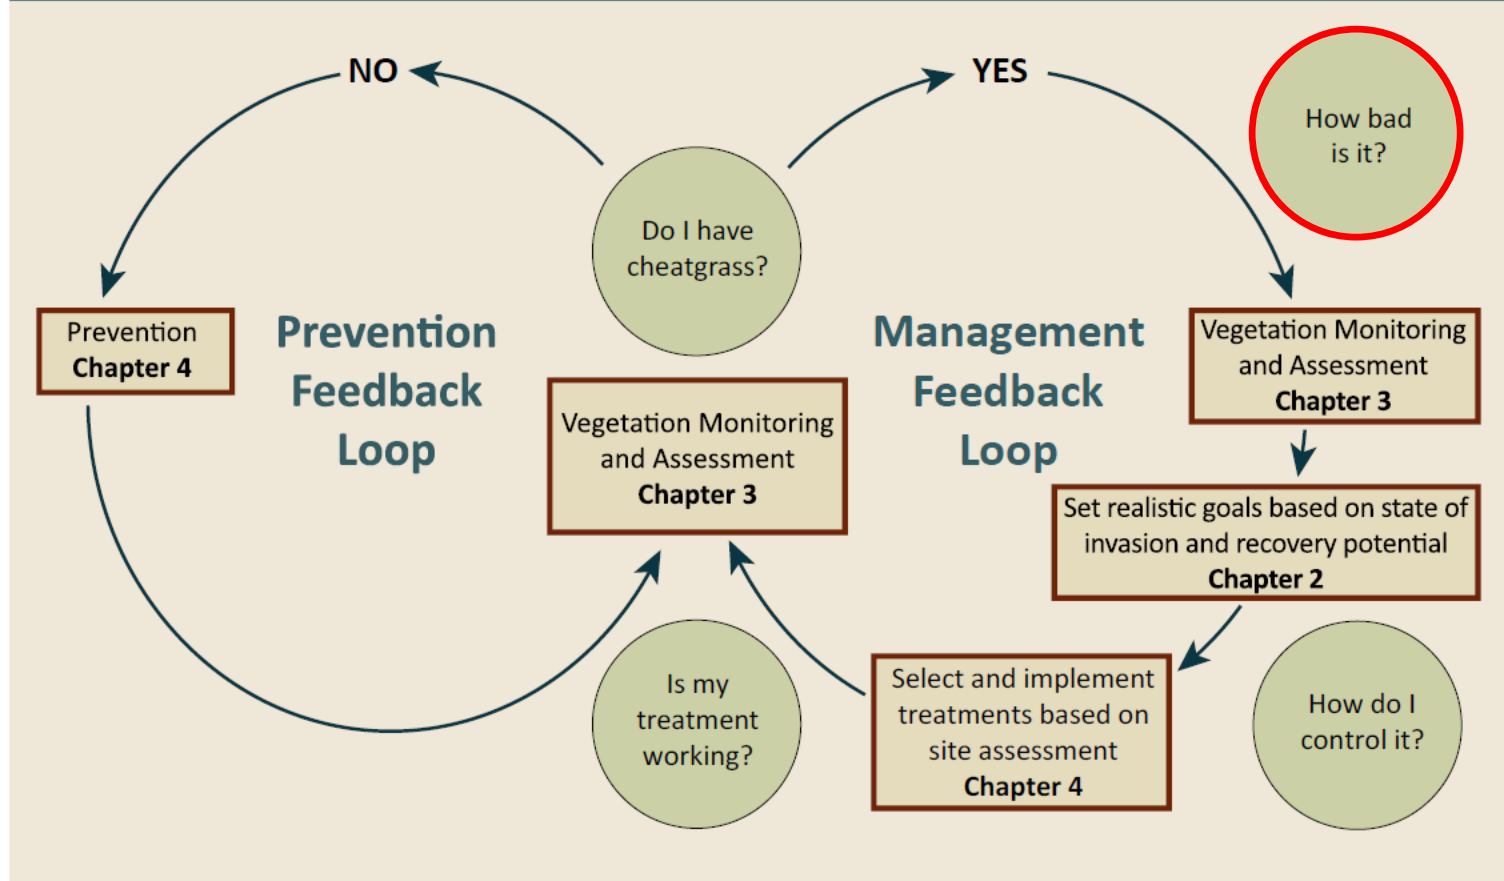 NO
YES
How bad
is it?
Do I have
cheatgrass?
Prevention
Chapter 4
Prevention
Feedback
Loop
Management
Feedback
Loop
Vegetation Monitoring
and Assessment
Chapter 3
Vegetation Monitoring
and Assessment
Chapter 3
Set realistic goals based on state of
invasion and recovery potential
Chapter 2
Is my
treatment
working?
Select and implement
treatments based on
site assessment
Chapter 4
How do I
control it?